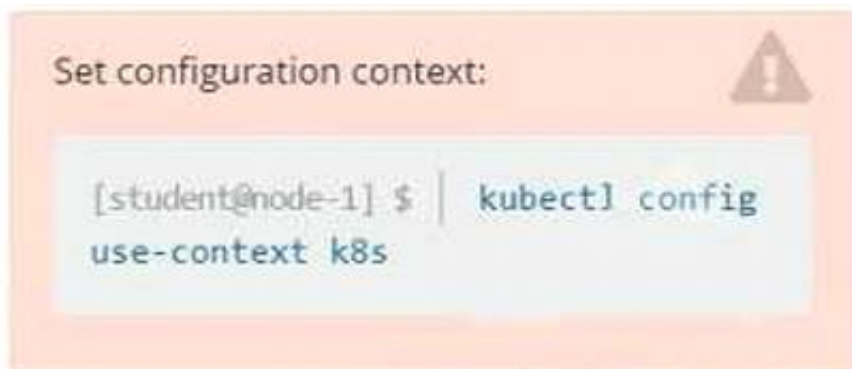 Set configuration context:
[student@node-1] $ | kubectl config
use-context k8s